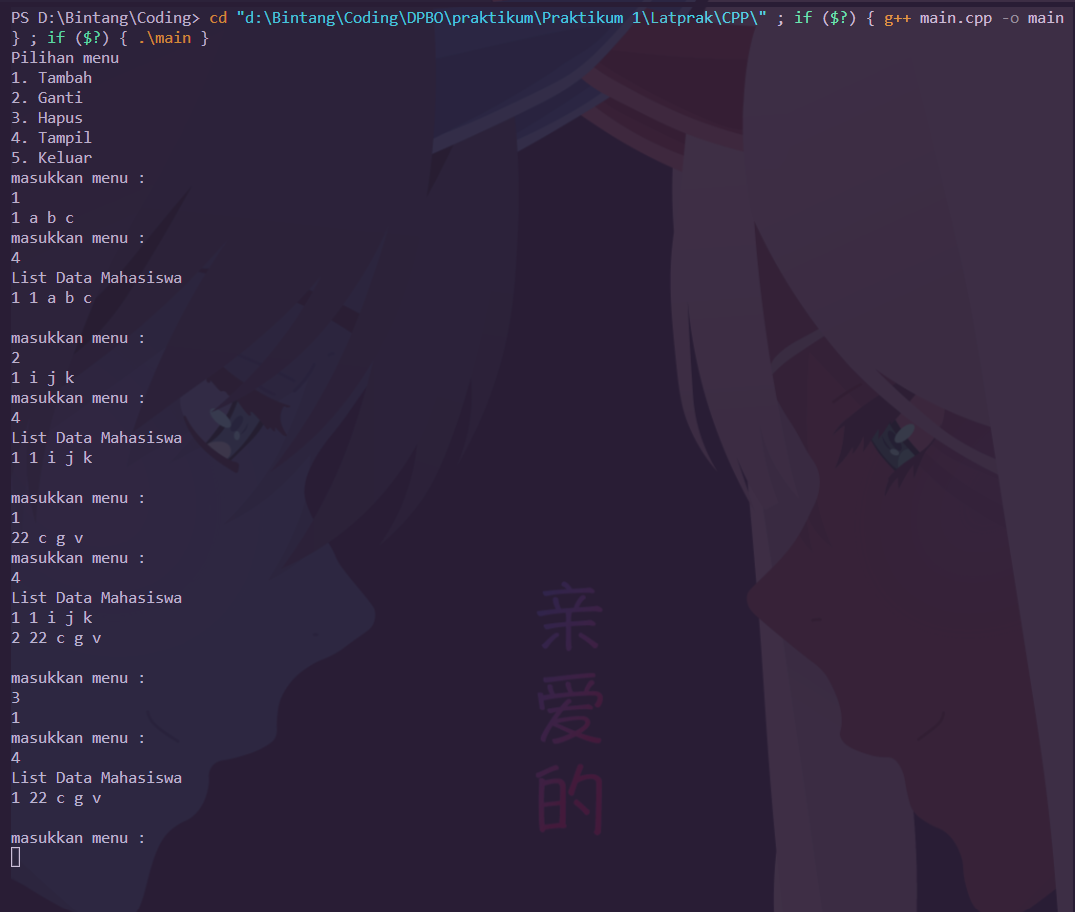 PS D:\Bintang\Coding> cd "d:\Bintang\Coding\DPBO\praktikum\Praktikum 1\Latprak\CPP\" ; if ($?) { g++ main.cpp -o main
} ; if ($?) { .\main }
Pilihan menu
1. Tambah
2. Ganti
3. Hapus
4. Tampil
5. Keluar
masukkan menu :
1
1 a b c
masukkan menu :
4
List Data Mahasiswa
1 1 a b c
masukkan menu :
2
1 i j k
masukkan menu :
4
List Data Mahasiswa
1 1 i j k
masukkan menu :
1
22 c g v
masukkan menu :
4
List Data Mahasiswa
1 1 i j k
2 22 c g v
masukkan menu :
3
1
masukkan menu :
4
List Data Mahasiswa
1 22 c g v
masukkan menu :
亲爱的